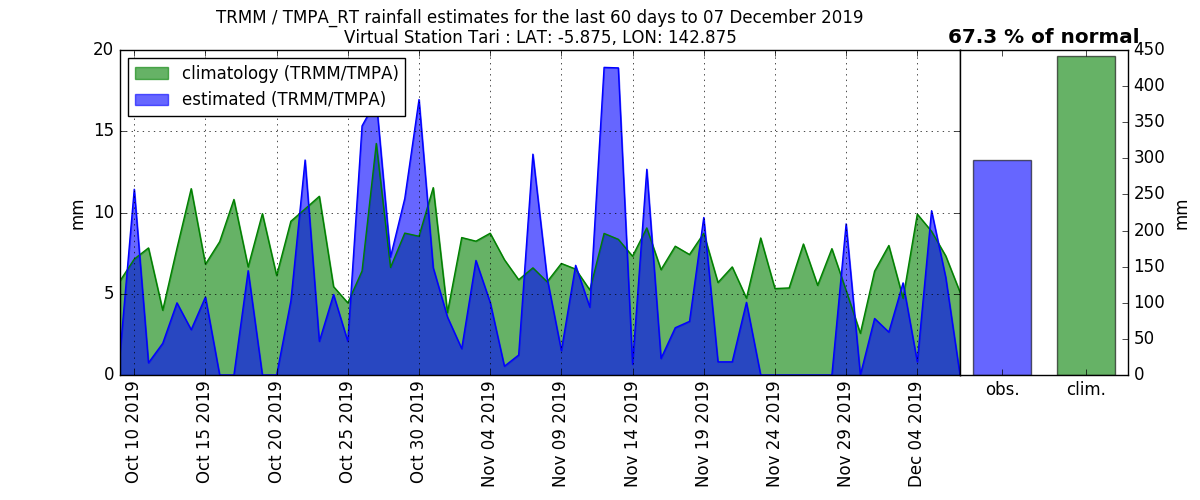 TRMM / TMPA_RT rainfall estimates for the last 60 days to 07 December 2019
Virtual Station Tari : LAT: -5.875, LON: 142.875
67.3 % of normal
climatology (TRMM/TMPA)
estimated (TRMM/TMPA)
20
15
10
5
0
mm
Oct 10 2019
Oct 15 2019
Oct 20 2019
Oct 25 2019
Oct 30 2019
Nov 04 2019
Nov 09 2019
Nov 14 2019
Nov 19 2019
Nov 24 2019
Nov 29 2019
Dec 04 2019
obs.
clim.
450
400
350
300
250
200
150
100
50
0
mm